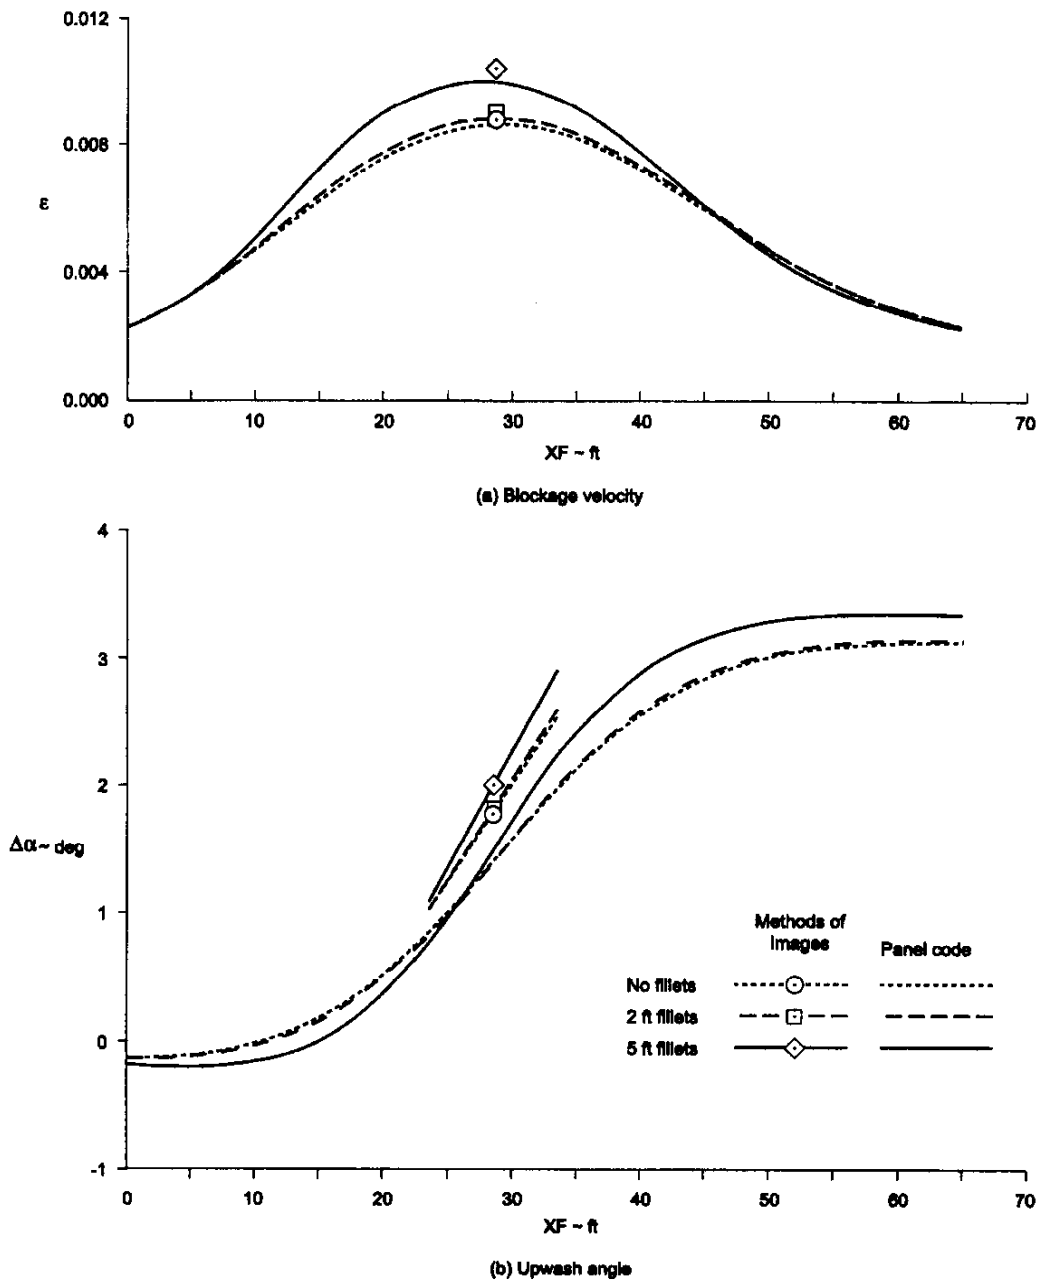 0.012
0.008
ε
0.004
0.000
0 10 20 30 40 50 60 70
XF ~ ft
(a) Blockage velocity
4
3
2
Δα~ deg
1
0
-1
Methods of
Images
Panel code
No fillets
2 ft fillets
5 ft fillets
0 10 20 30 40 50 60 70
XF ~ ft
(b) Upwash angle